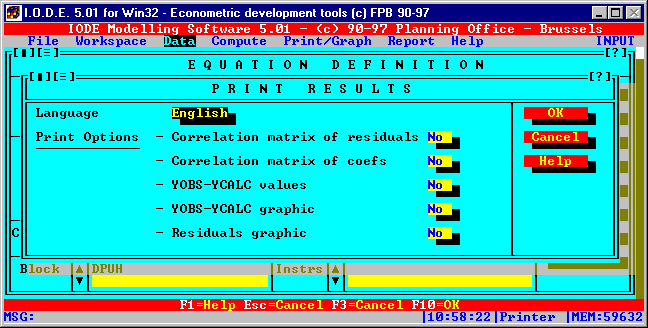 I.O.D.E. 5.01 for Win32 - Econometric development tools (c) FPB 90-97
IODE Modelling Software 5.01 - (c) 90-97 Planning Office - Brussels
File Workspace Data Compute Print/Graph Report Help INPUT
EQUATION DEFINITION [?]
PRINT RESULTS [?]
Language English OK
Print Options - Correlation matrix of residuals No Cancel
- Correlation matrix of coefs No Help
- YOBS-YCALC values No
- YOBS-YCALC graphic No
C
- Residuals graphic No
Block DPUH Instrs
F1=Help Esc=Cancel F3=Cancel F10=OK
MSG: |10:58:22|Printer |MEM:59632